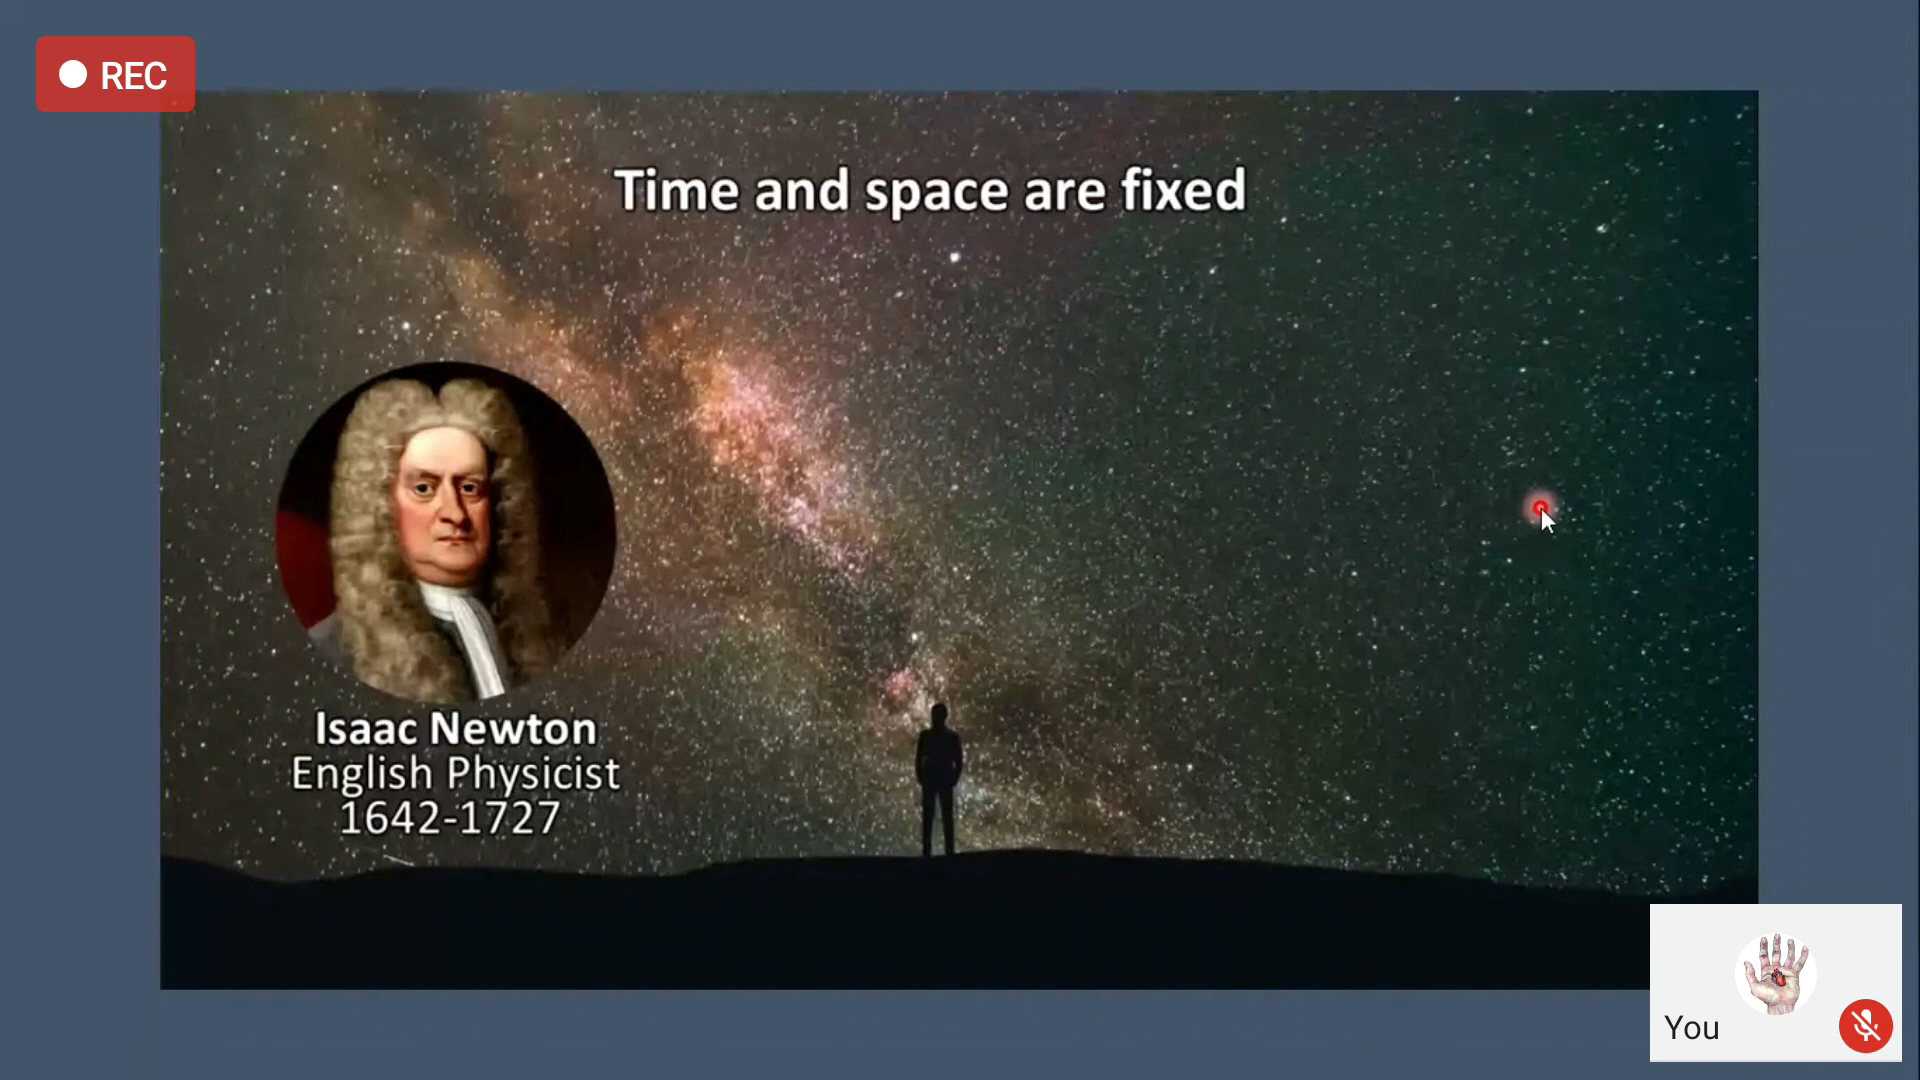 REC
Time and space are fixed
Isaac Newton
English Physicist
1642-1727
You